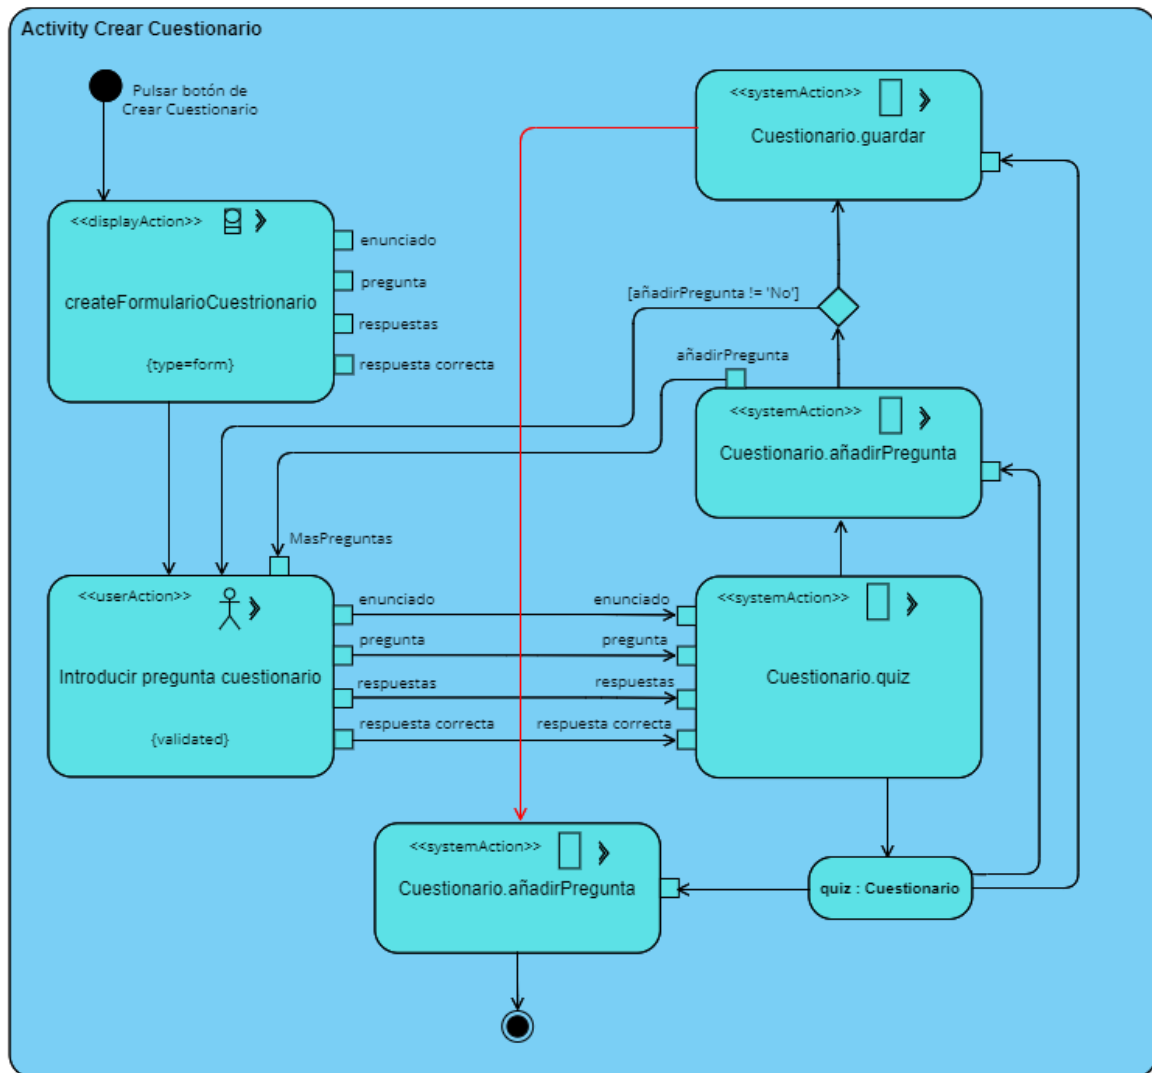 Activity Crear Cuestionario
Pulsar botón de
Crear Cuestionario
<<systemAction>>
Cuestionario.guardar
<<displayAction>>
createFormularioCuestrionario
{type=form}
enunciado
pregunta
respuestas
respuesta correcta
[añadirPregunta != 'No']
añadirPregunta
<<systemAction>>
Cuestionario.añadirPregunta
MasPreguntas
<<userAction>>
Introducir pregunta cuestionario
{validated}
enunciado
pregunta
respuestas
respuesta correcta
enunciado
pregunta
respuestas
respuesta correcta
<<systemAction>>
Cuestionario.quiz
<<systemAction>>
Cuestionario.añadirPregunta
quiz : Cuestionario